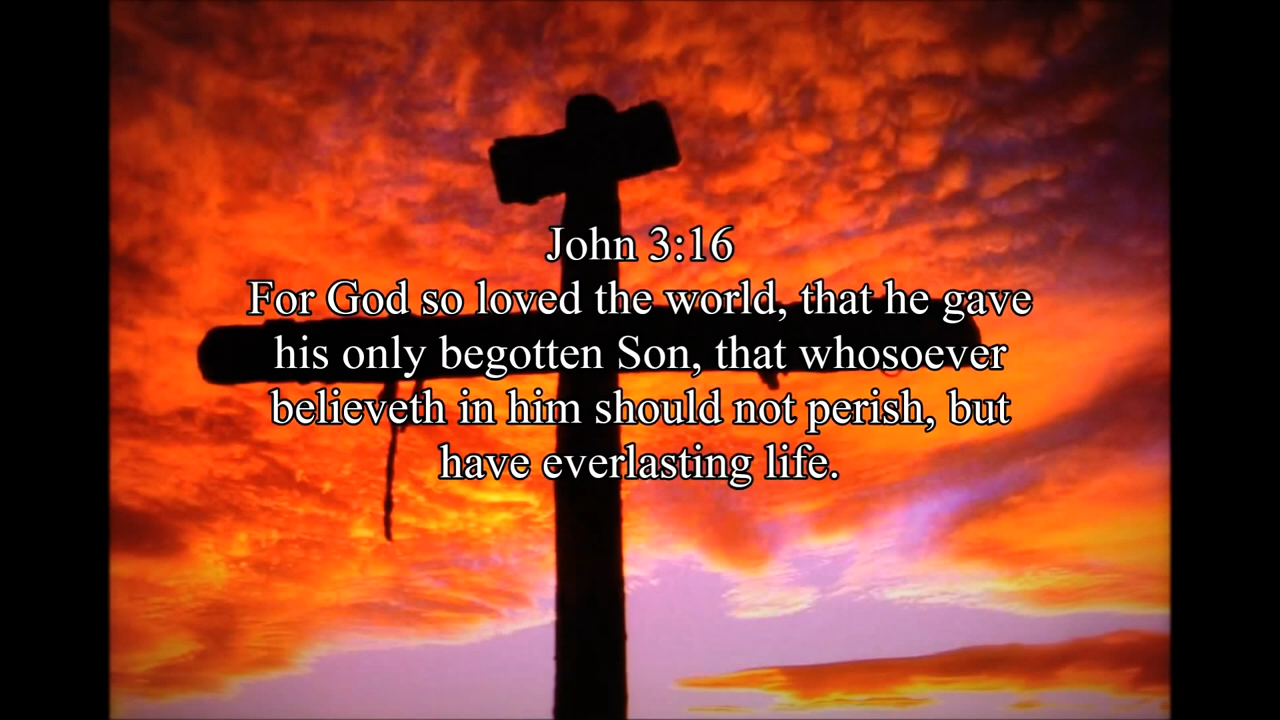 John 3:16
For God so loved the world, that he gave
his only begotten Son, that whosoever
believeth in him should not perish, but
have everlasting life.